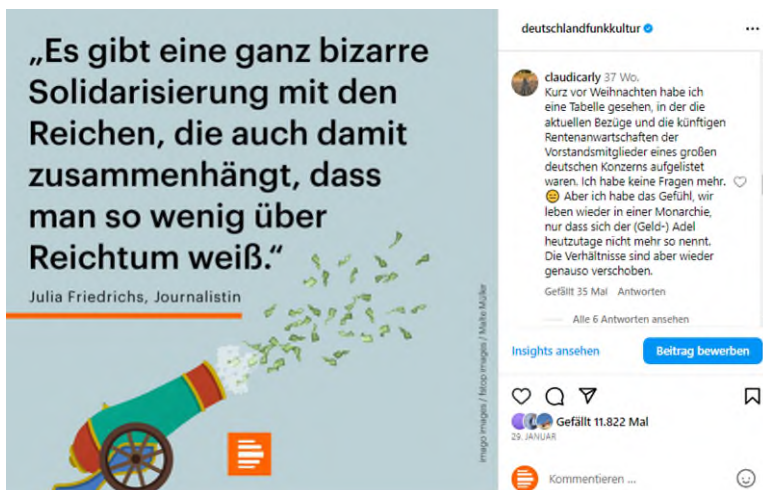 „Es gibt eine ganz bizarre
Solidarisierung mit den
Reichen, die auch damit
zusammenhängt, dass
man so wenig über
Reichtum weiß.“
Julia Friedrichs, Journalistin
imago images / fstop images / Malte Müller
deutschlandfunkkultur
claudicarly 37 Wo.
Kurz vor Weihnachten habe ich
eine Tabelle gesehen, in der die
aktuellen Bezüge und die künftigen
Rentenanwartschaften der
Vorstandsmitglieder eines großen
deutschen Konzerns aufgelistet
waren. Ich habe keine Fragen mehr.
😑 Aber ich habe das Gefühl, wir
leben wieder in einer Monarchie,
nur dass sich der (Geld-) Adel
heutzutage nicht mehr so nennt.
Die Verhältnisse sind aber wieder
genauso verschoben.
Gefällt 35 Mal Antworten
Alle 6 Antworten ansehen
Insights ansehen
Beitrag bewerben
Gefällt 11.822 Mal
29. JANUAR
Kommentieren ...